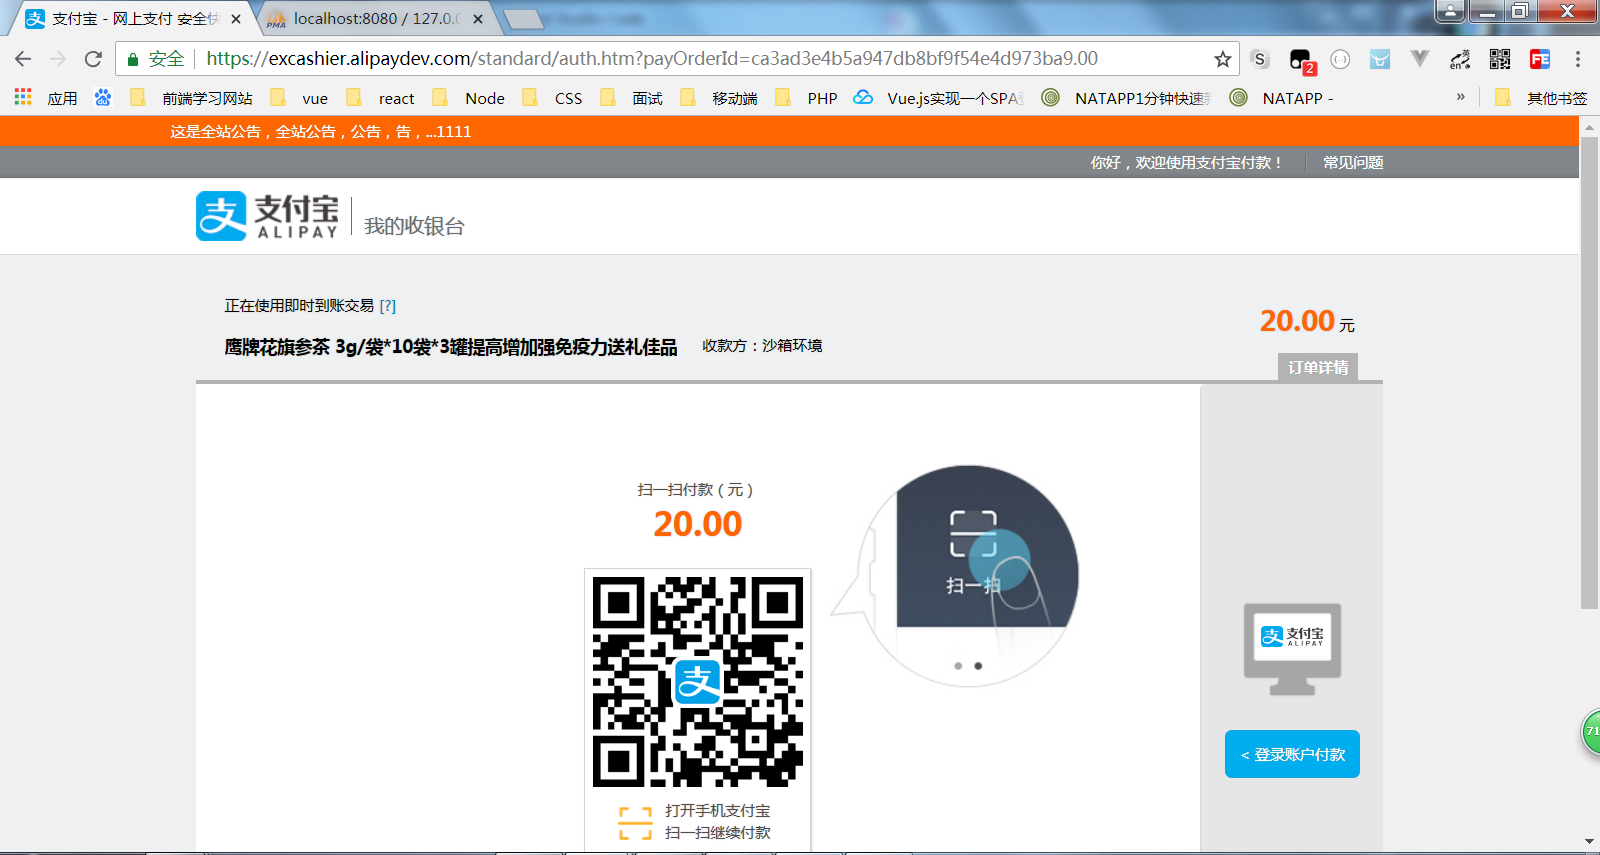 支付宝 - 网上支付 安全快
localhost:8080 / 127.0.0
安全 https://excashier.alipaydev.com/standard/auth.htm?payOrderId=ca3ad3e4b5a947db8bf9f54e4d973ba9.00
应用 前端学习网站 vue react Node CSS 面试 移动端 PHP Vue.js实现一个SPA NATAPP1分钟快速 NATAPP - » 其他书签
这是全站公告，全站公告，公告，告，...1111
你好，欢迎使用支付宝付款！ 常见问题
支付宝 ALIPAY 我的收银台
正在使用即时到账交易 [?]
20.00 元
鹰牌花旗参茶 3g/袋*10袋*3罐提高增加强免疫力送礼佳品 收款方：沙箱环境
订单详情
扫一扫付款（元）
20.00
扫一扫
支付宝
ALIPAY
< 登录账户付款
打开手机支付宝
扫一扫继续付款